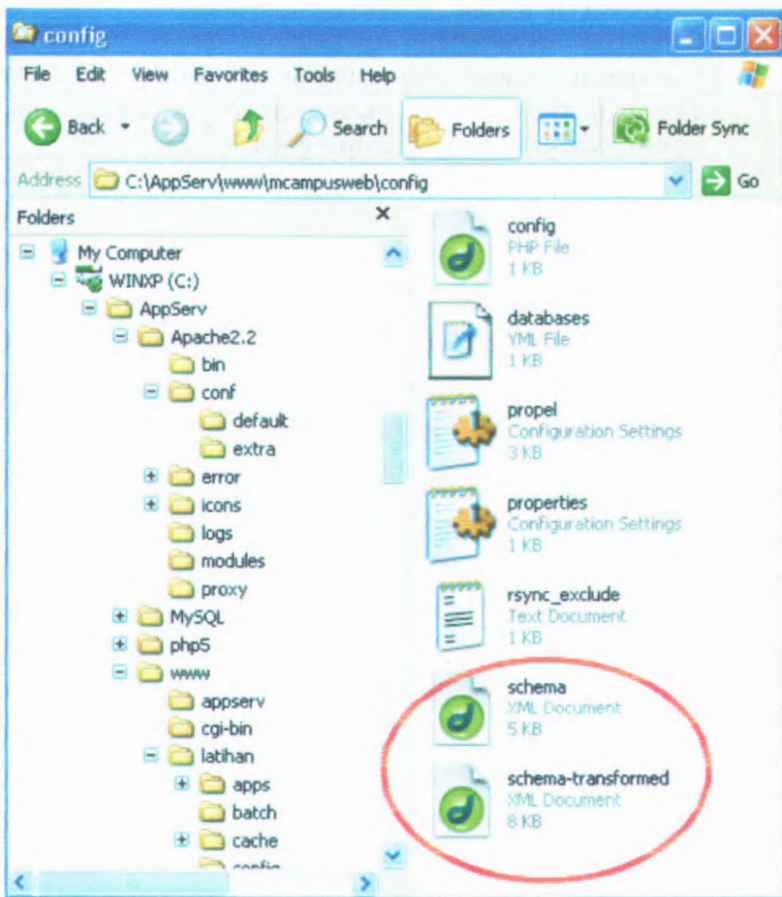 config
File Edit View Favorites Tools Help
Back Search Folders Folder Sync
Address C:\AppServ\www\mcampusweb\config Go
Folders
My Computer
WINXP (C:)
AppServ
Apache2.2
bin
conf
default
extra
error
icons
logs
modules
proxy
MySQL
php5
www
appserv
cgi-bin
latihan
apps
batch
cache
config
config
PHP File
1 KB
databases
YML File
1 KB
propel
Configuration Settings
3 KB
properties
Configuration Settings
1 KB
rsync_exclude
Text Document
1 KB
schema
XML Document
5 KB
schema-transformed
XML Document
8 KB